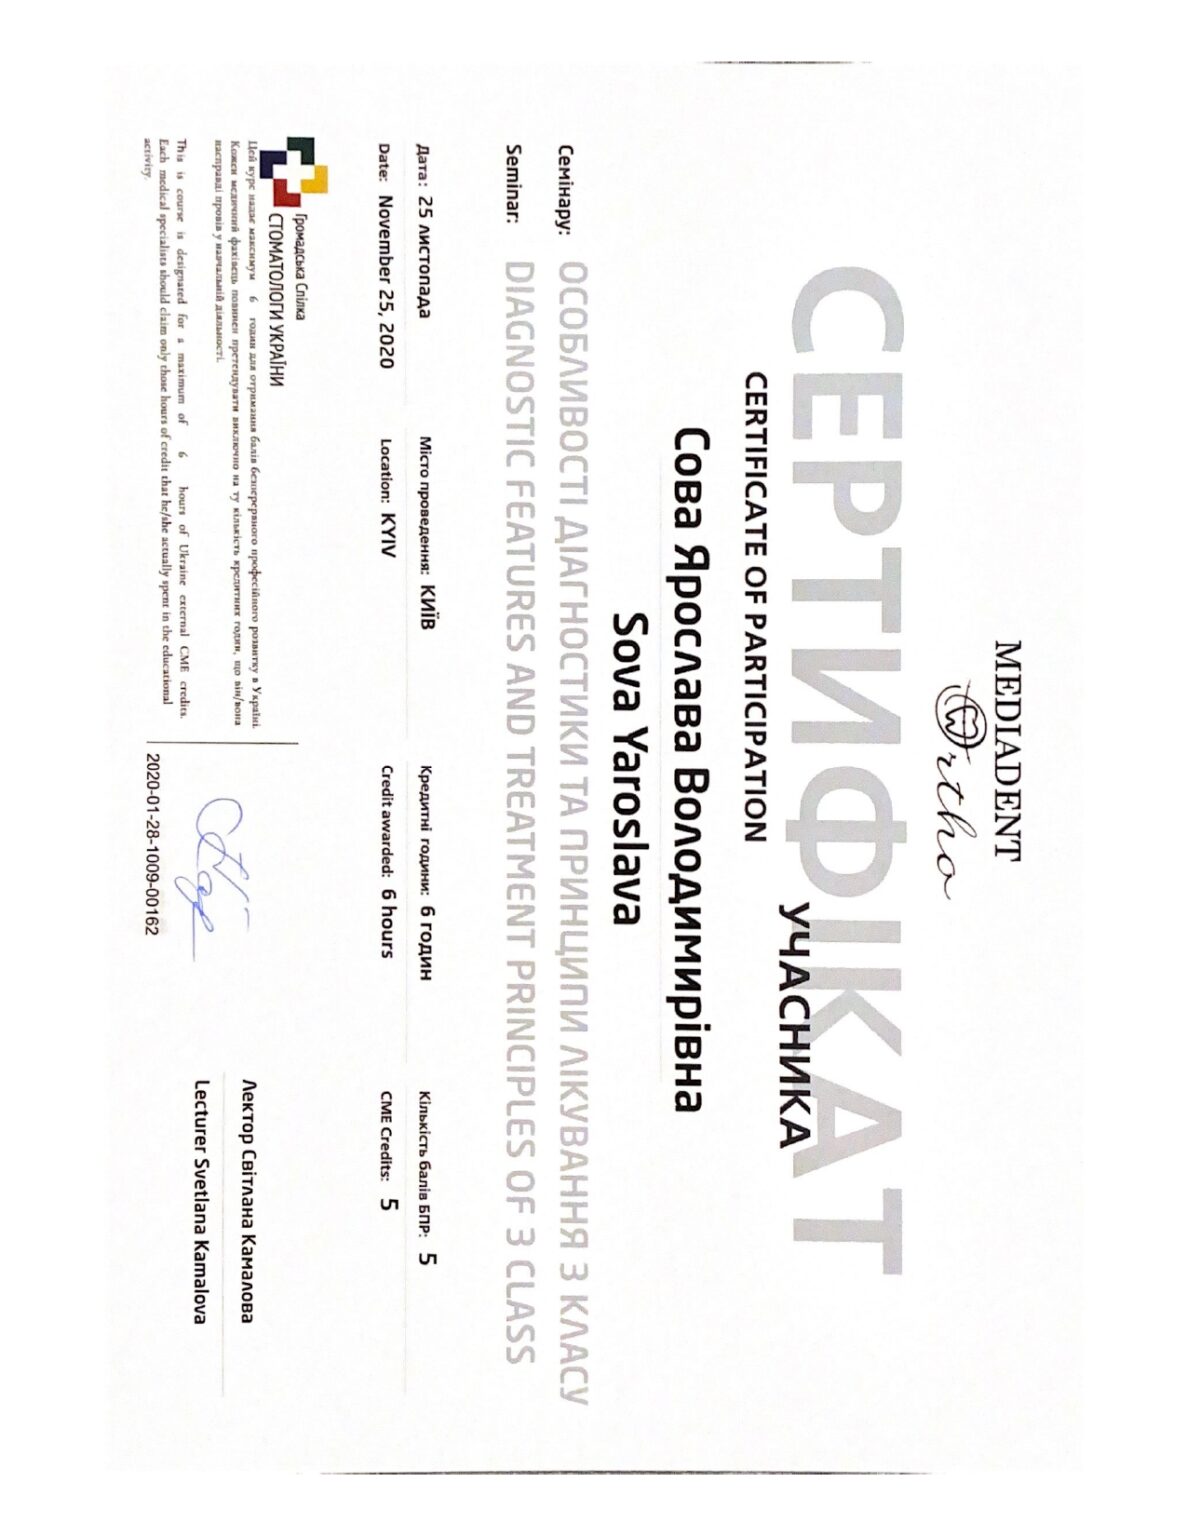 MEDIADENT
Ortho
СЕРТИФІКАТ
УЧАСНИКА
CERTIFICATE OF PARTICIPATION
Сова Ярослава Володимирівна
Sova Yaroslava
Семінару: ОСОБЛИВОСТІ ДІАГНОСТИКИ ТА ПРИНЦИПИ ЛІКУВАННЯ 3 КЛАСУ
Seminar: DIAGNOSTIC FEATURES AND TREATMENT PRINCIPLES OF 3 CLASS
Дата: 25 листопада Місто проведення: КИЇВ Кредитні години: 6 годин Кількість балів БПР: 5
Date: November 25, 2020 Location: KYIV Credit awarded: 6 hours CME Credits: 5
Громадська Спілка
СТОМАТОЛОГИ УКРАЇНИ
Цей курс надає максимум 6 годин для отримання балів безперервного професійного розвитку в Україні.
Кожен медичний фахівець повинен претендувати виключно на ту кількість кредитних годин, що він/вона
насправді провів у навчальній діяльності.
This is course is designated for a maximum of 6 hours of Ukraine external CME credits.
Each medical specialists should claim only those hours of credit that he/she actually spent in the educational
activity.
2020-01-28-1009-00162
Лектор Світлана Камалова
Lecturer Svetlana Kamalova